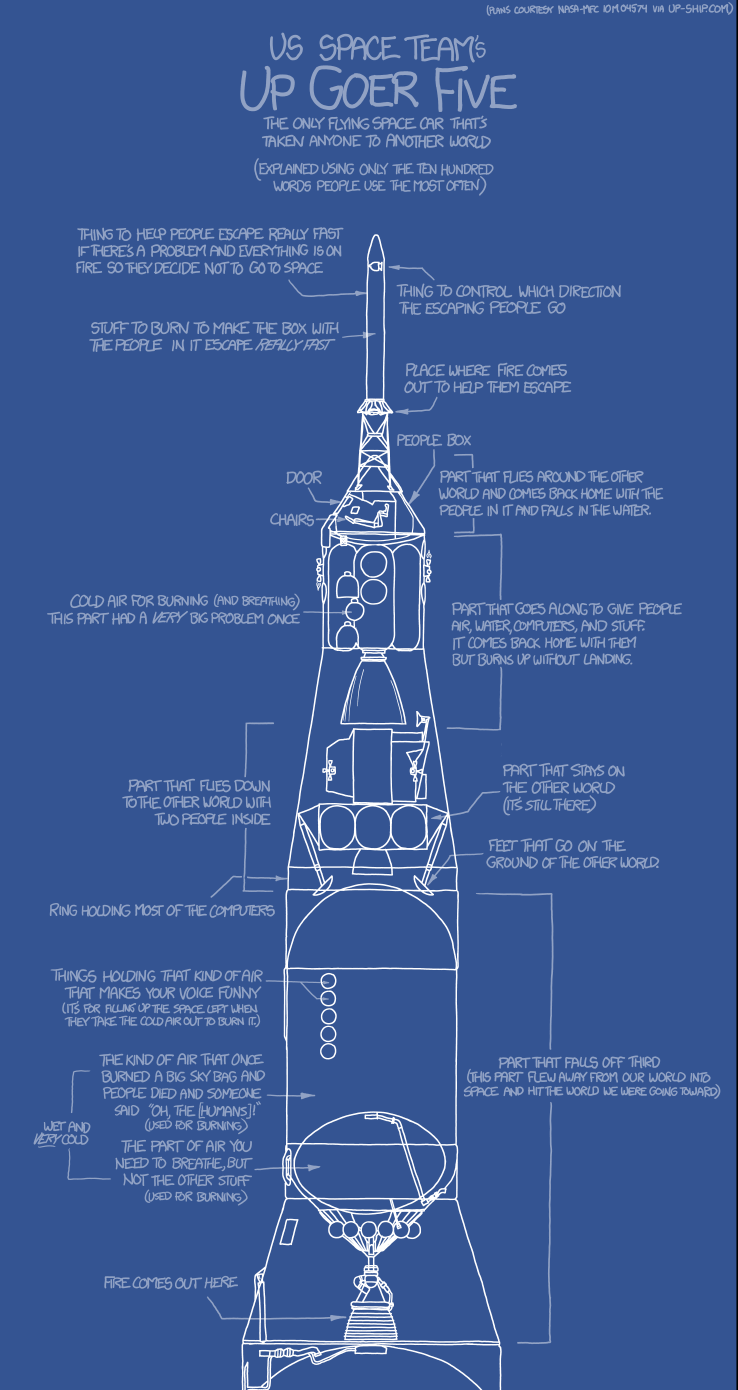 (PLANS COURTESY NASA-MFC 10M04574 VIA UP-SHIP.COM)
US SPACE TEAM'S
UP GOER FIVE
THE ONLY FLYING SPACE CAR THAT'S
TAKEN ANYONE TO ANOTHER WORLD
(EXPLAINED USING ONLY THE TEN HUNDRED
WORDS PEOPLE USE THE MOST OFTEN)
THING TO HELP PEOPLE ESCAPE REALLY FAST
IF THERE'S A PROBLEM AND EVERYTHING IS ON
FIRE SO THEY DECIDE NOT TO GO TO SPACE
THING TO CONTROL WHICH DIRECTION
THE ESCAPING PEOPLE GO
STUFF TO BURN TO MAKE THE BOX WITH
THE PEOPLE IN IT ESCAPE REALLY FAST
PLACE WHERE FIRE COMES
OUT TO HELP THEM ESCAPE
PEOPLE BOX
DOOR
PART THAT FLIES AROUND THE OTHER
WORLD AND COMES BACK HOME WITH THE
PEOPLE IN IT AND FALLS IN THE WATER.
CHAIRS
COLD AIR FOR BURNING (AND BREATHING)
THIS PART HAD A VERY BIG PROBLEM ONCE
PART THAT GOES ALONG TO GIVE PEOPLE
AIR, WATER, COMPUTERS, AND STUFF.
IT COMES BACK HOME WITH THEM
BUT BURNS UP WITHOUT LANDING.
PART THAT FLIES DOWN
TO THE OTHER WORLD WITH
TWO PEOPLE INSIDE
PART THAT STAYS ON
THE OTHER WORLD
(IT'S STILL THERE)
FEET THAT GO ON THE
GROUND OF THE OTHER WORLD.
RING HOLDING MOST OF THE COMPUTERS
THINGS HOLDING THAT KIND OF AIR
THAT MAKES YOUR VOICE FUNNY
(IT'S FOR FILLING UP THE SPACE LEFT WHEN
THEY TAKE THE COLD AIR OUT TO BURN IT.)
THE KIND OF AIR THAT ONCE
BURNED A BIG SKY BAG AND
PEOPLE DIED AND SOMEONE
SAID "OH, THE [HUMANS]!"
(USED FOR BURNING)
WET AND
VERY COLD
THE PART OF AIR YOU
NEED TO BREATHE, BUT
NOT THE OTHER STUFF
(USED FOR BURNING)
PART THAT FALLS OFF THIRD
(THIS PART FLEW AWAY FROM OUR WORLD INTO
SPACE AND HIT THE WORLD WE WERE GOING TOWARD)
FIRE COMES OUT HERE